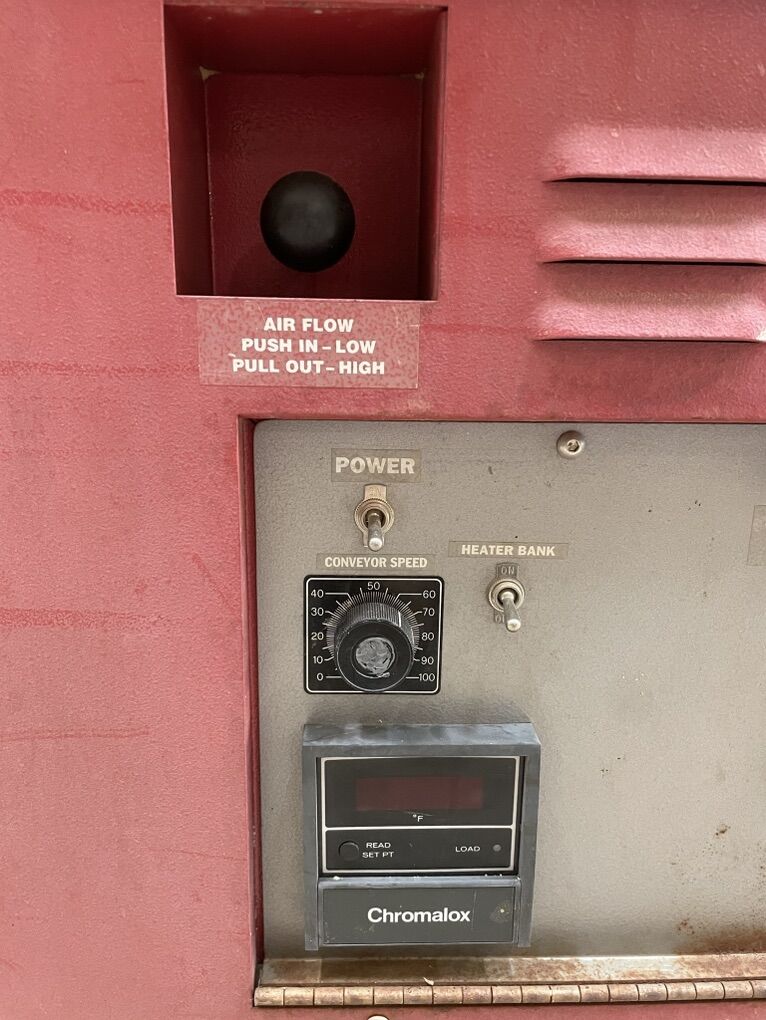 AIR FLOW
PUSH IN – LOW
PULL OUT – HIGH
POWER
CONVEYOR SPEED
HEATER BANK
ON
50
40 60
30 70
20 80
10 90
0 100
°F
READ
SET PT
LOAD
Chromalox